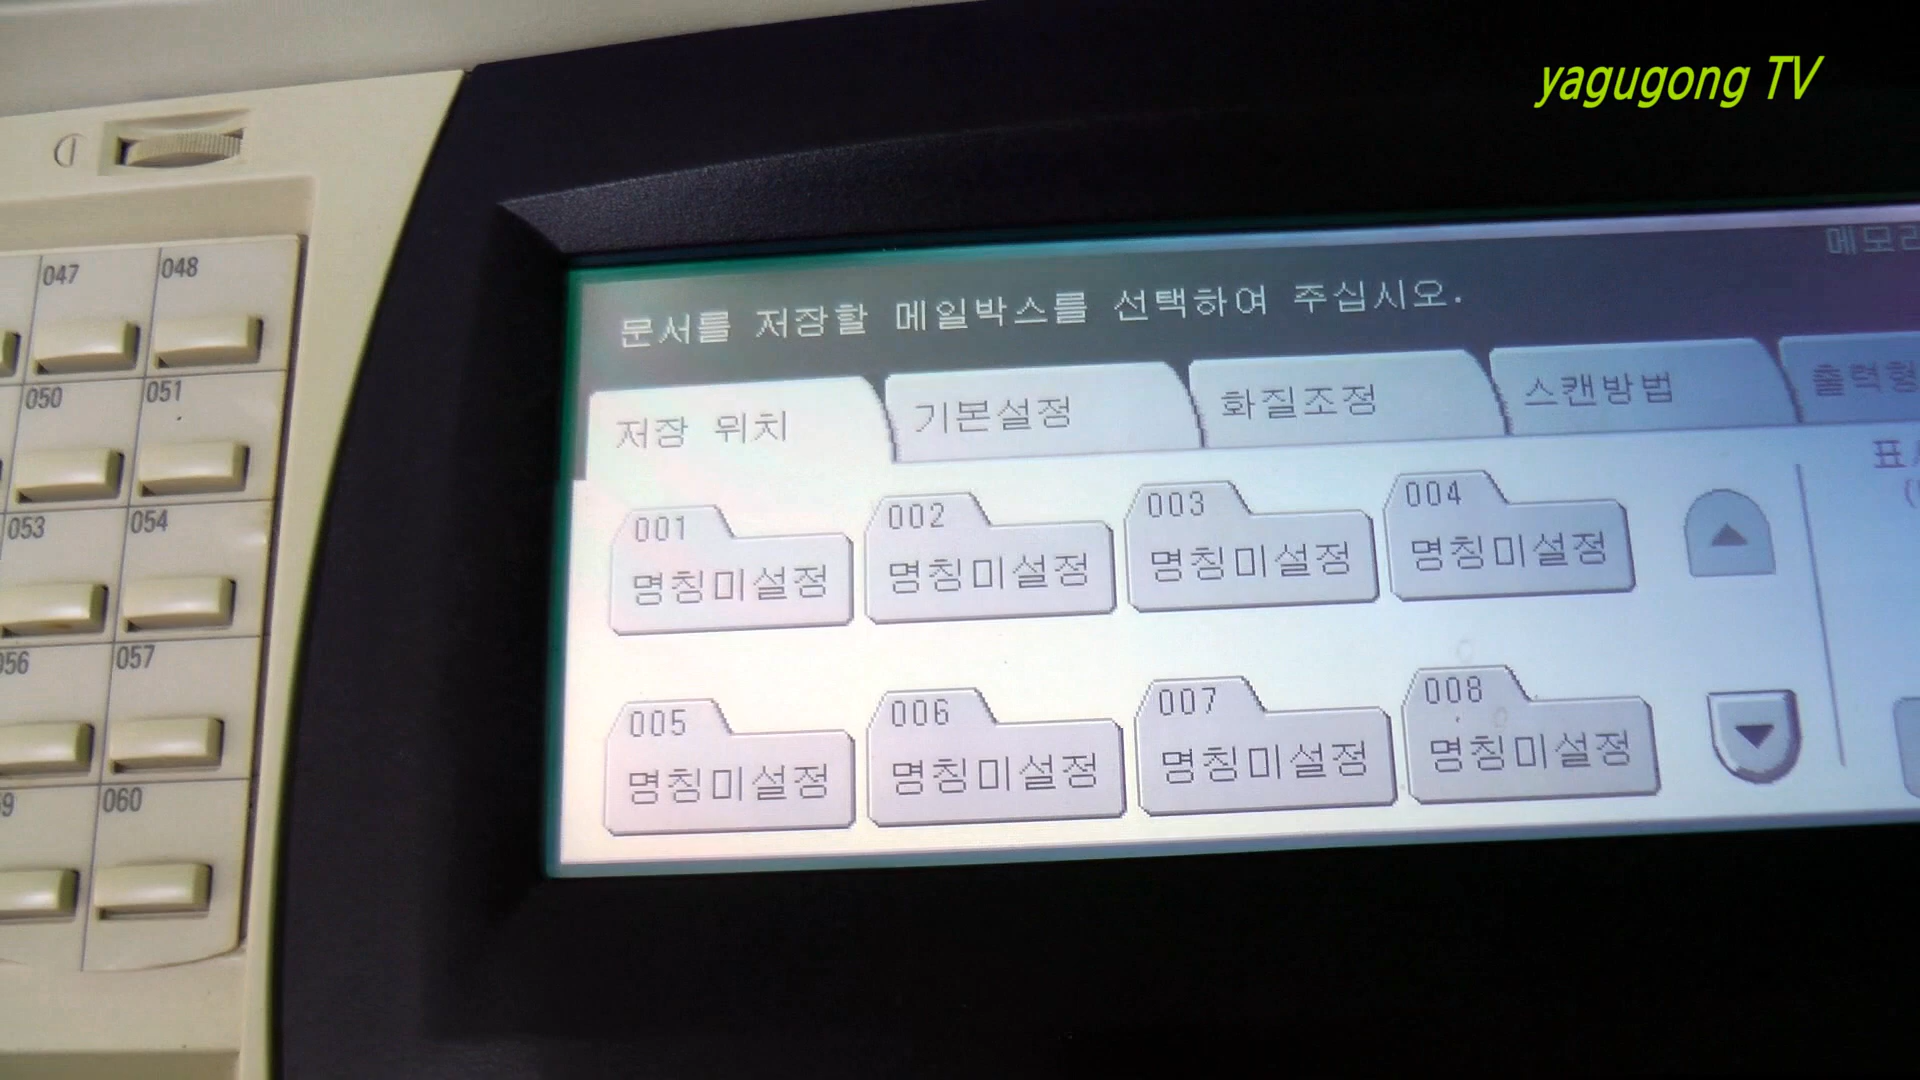 yagugong TV
메모리
문서를 저장할 메일박스를 선택하여 주십시오.
저장 위치 기본설정 화질조정 스캔방법
001 002 003 004
명칭미설정 명칭미설정 명칭미설정 명칭미설정
005 006 007 008
명칭미설정 명칭미설정 명칭미설정 명칭미설정
047 048
050 051
053 054
056 057
060